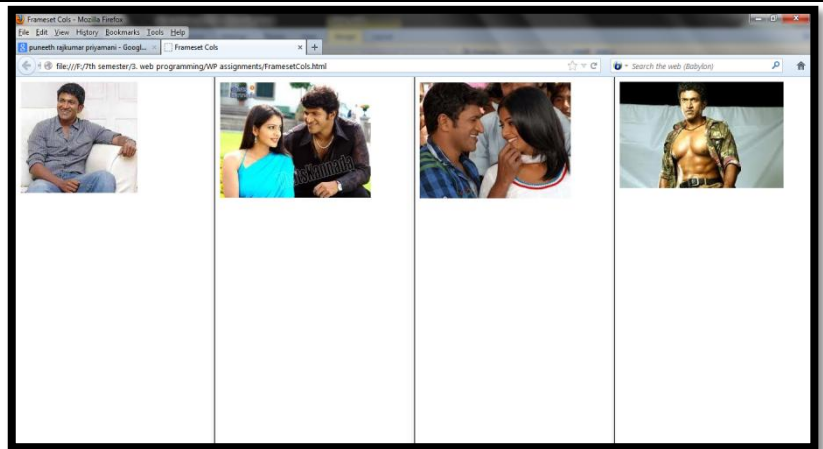 Frameset Cols - Mozilla Firefox
File Edit View History Bookmarks Tools Help
puneeth rajkumar priyamani - Googl... Frameset Cols
file:///F:/7th semester/3. web programming/WP assignments/FramesetCols.html
Search the web (Babylon)